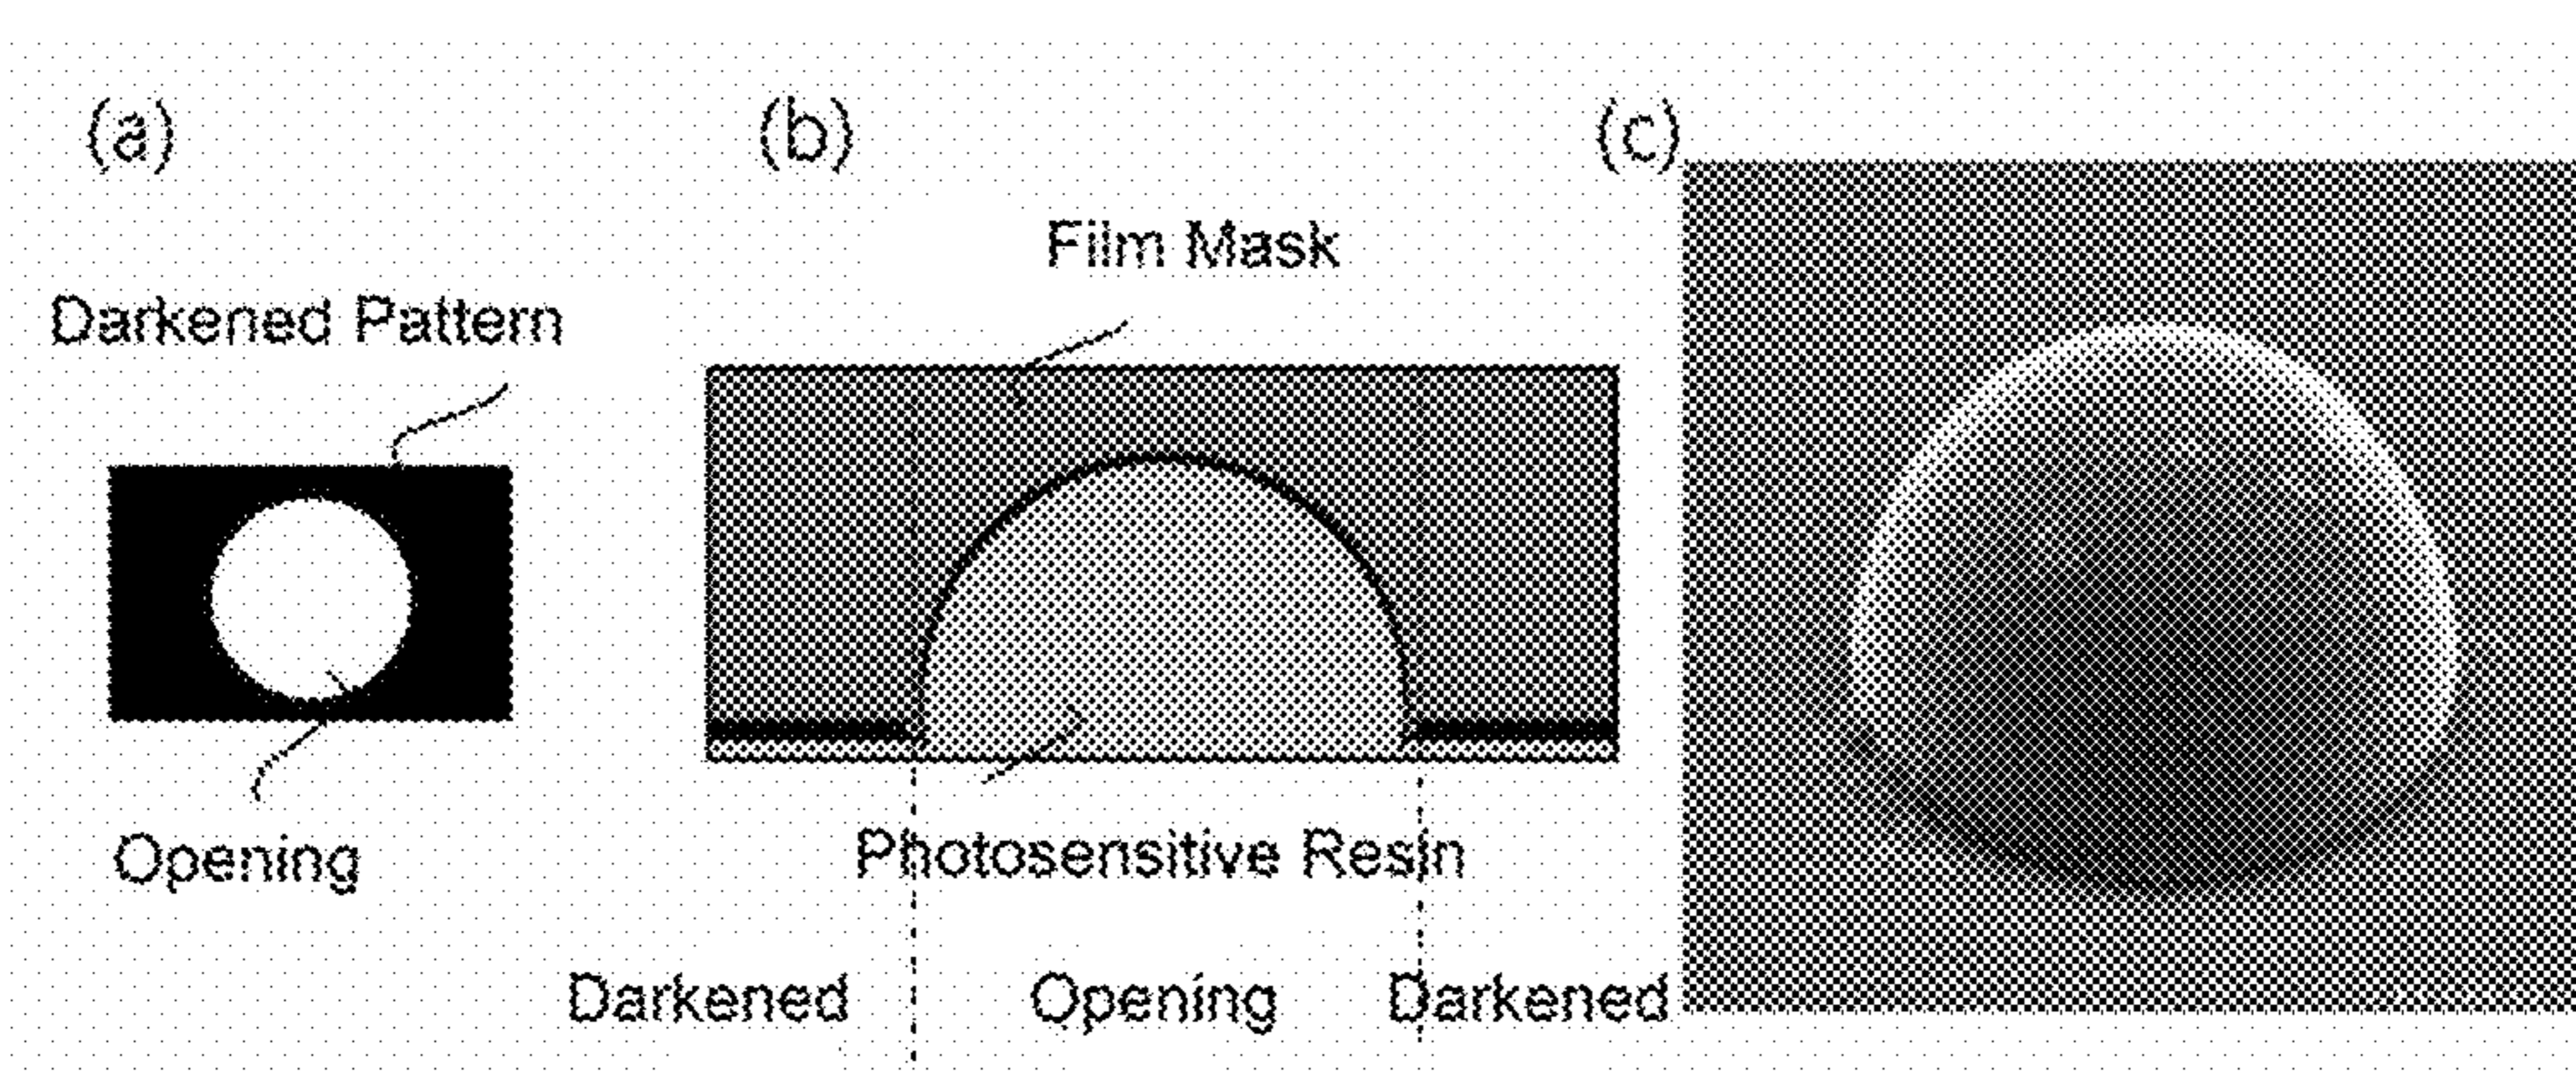 (a)
(b)
(c)
Film Mask
Darkened Pattern
Photosensitive Resin
Opening
Darkened
Opening
Darkened